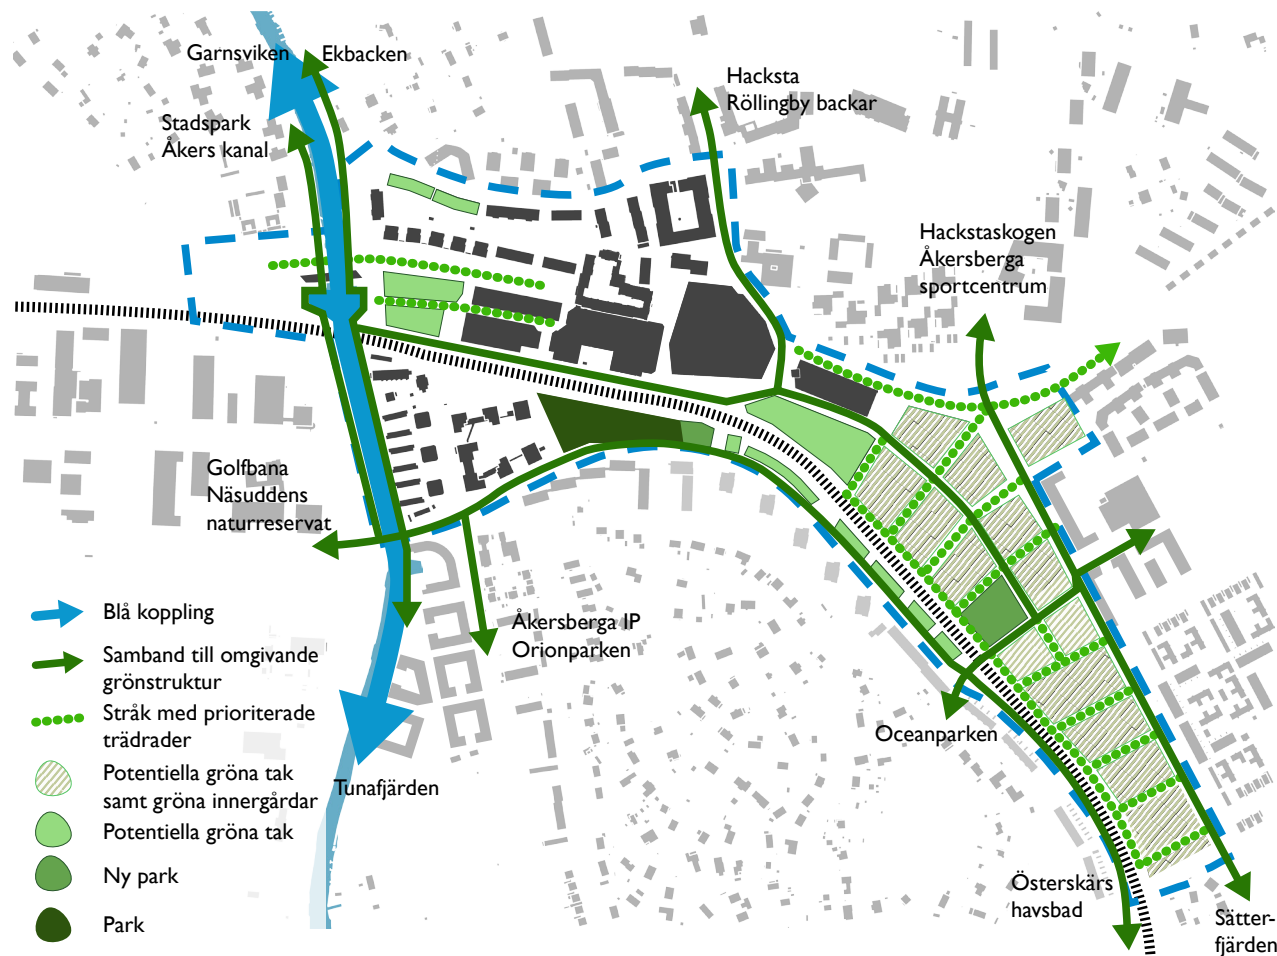 Garnsviken
Ekbacken
Stadspark
Åkers kanal
Hacksta
Röllingby backar
Hackstaskogen
Åkersberga
sportcentrum
Golfbana
Näsuddens
naturreservat
Åkersberga IP
Orionparken
Oceanparken
Tunafjärden
Österskärs
havsbad
Sätter-
fjärden
Blå koppling
Samband till omgivande
grönstruktur
Stråk med prioriterade
trädrader
Potentiella gröna tak
samt gröna innergårdar
Potentiella gröna tak
Ny park
Park